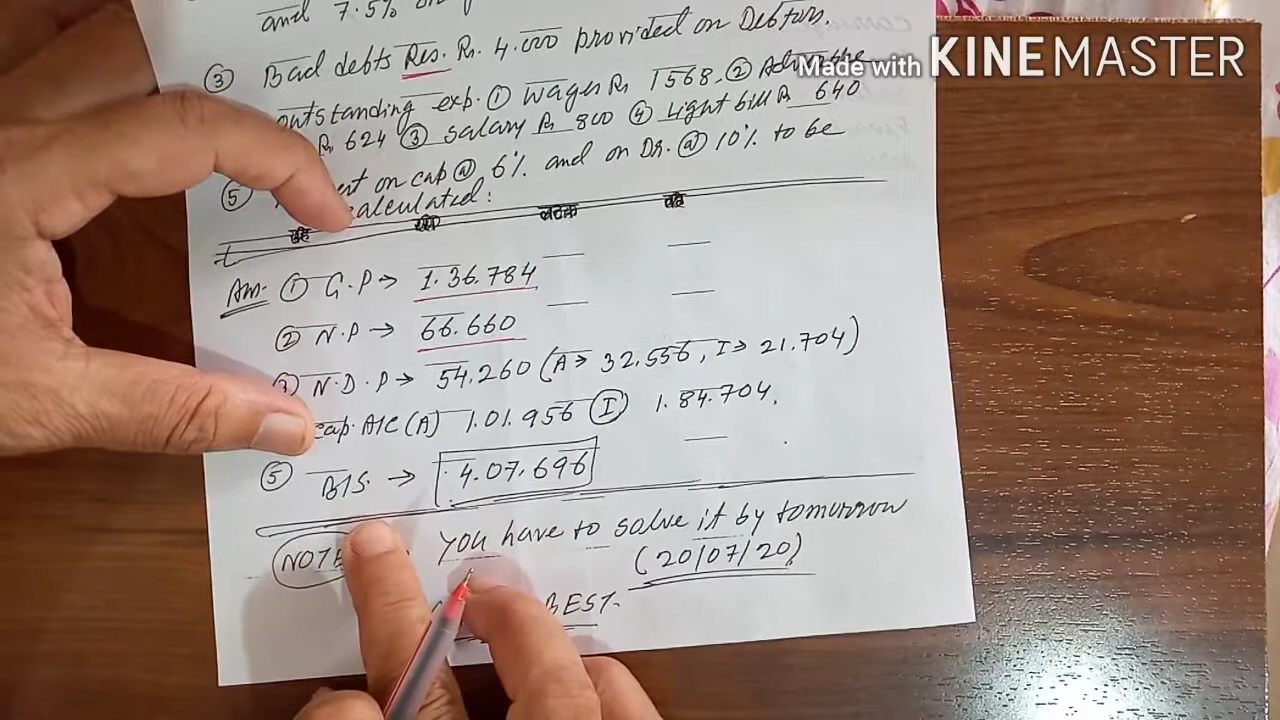 and 7.5% on
③ Bad debts Res. Rs. 4.000 provided on Debtors.
Made with KINEMASTER
outstanding exp. ① wages Rs 1568. ②
Rs 624 ③ salary Rs 800 ④ Light bill Rs 640
⑤ on cap @ 6% and on Dr. @ 10% to be
calculated:
Ans. ① G.P → 1.36.784
② N.P → 66.660
N.D.P → 54.260 (A → 32.556, I → 21.704)
cap. A/C (A) 1.01.956 (I) 1.84.704.
⑤ B/S. → 4.07.696
NOTE you have to solve it by tomorrow
(20/07/20)
BEST.